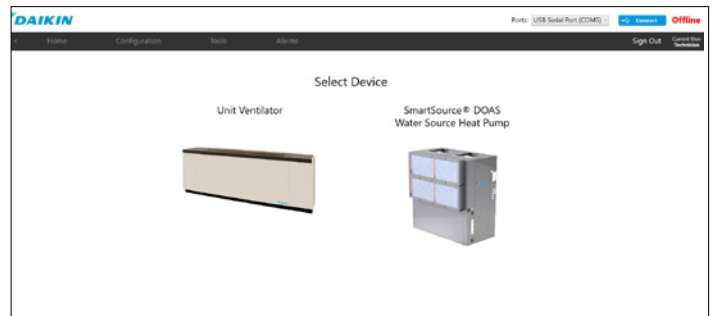 DAIKIN
Ports: USB Serial Port (COM5) Connect Offline
< Home Configuration Tools Alarms Sign Out Current User
Technician
Select Device
Unit Ventilator
SmartSource® DOAS
Water Source Heat Pump